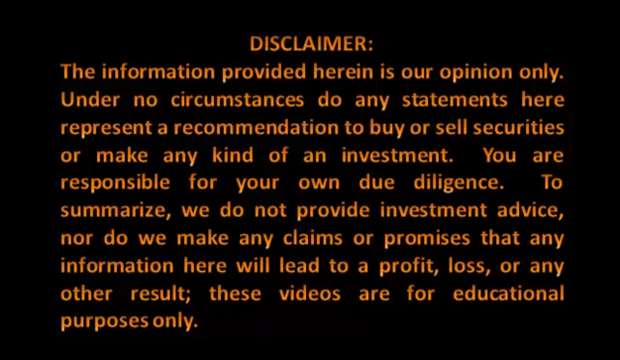 DISCLAIMER:
The information provided herein is our opinion only.
Under no circumstances do any statements here
represent a recommendation to buy or sell securities
or make any kind of an investment. You are
responsible for your own due diligence. To
summarize, we do not provide investment advice,
nor do we make any claims or promises that any
information here will lead to a profit, loss, or any
other result; these videos are for educational
purposes only.